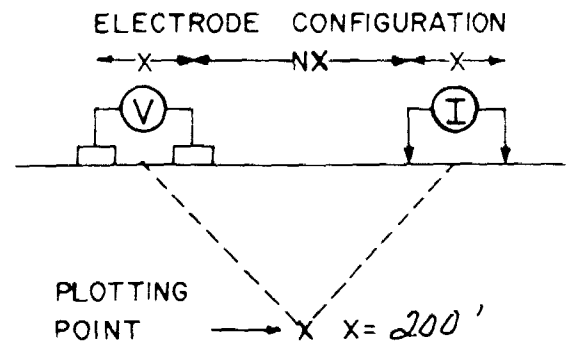 ELECTRODE CONFIGURATION
X NX X
V I
PLOTTING
POINT X X = 200'